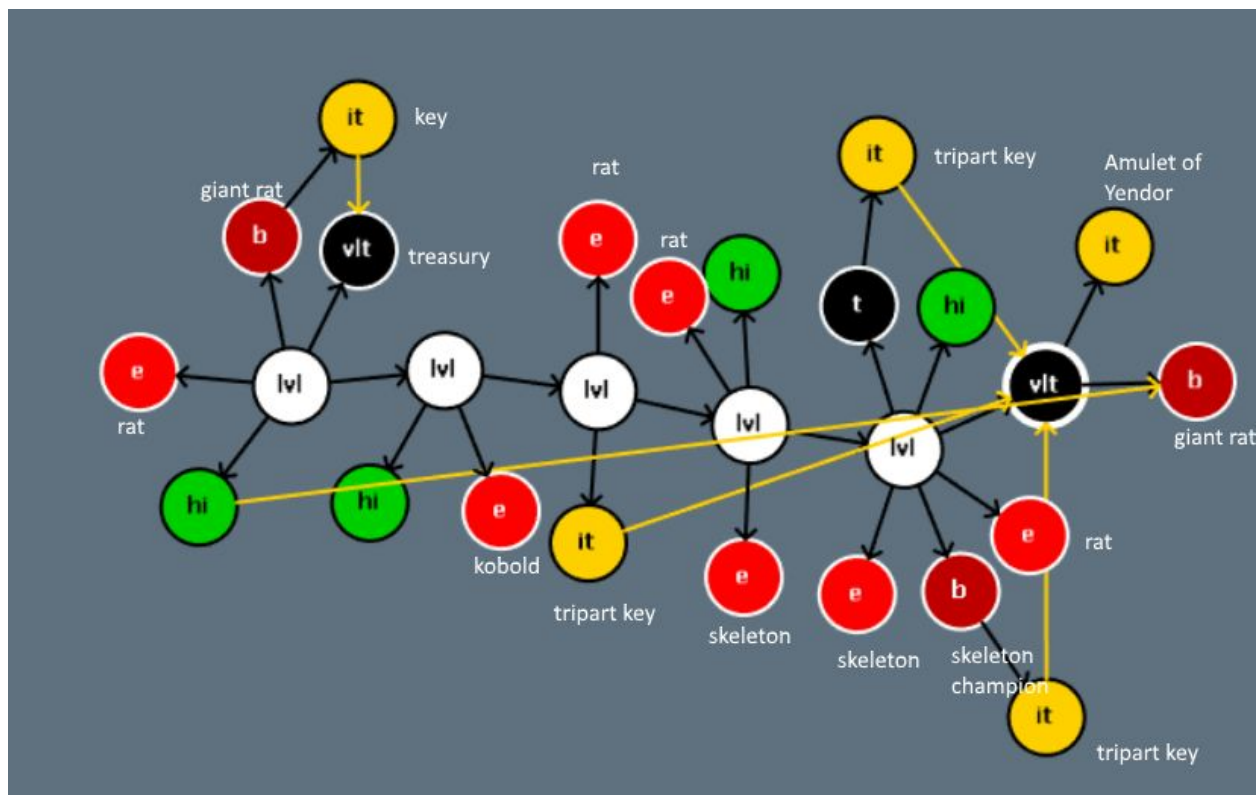 it
key
giant rat
b
vlt
treasury
rat
e
rat
e
hi
it
tripart key
Amulet of
Yendor
it
t
hi
e
rat
lvl
lvl
lvl
lvl
lvl
vlt
b
giant rat
hi
hi
e
kobold
it
tripart key
e
skeleton
e
skeleton
b
skeleton
champion
e
rat
it
tripart key